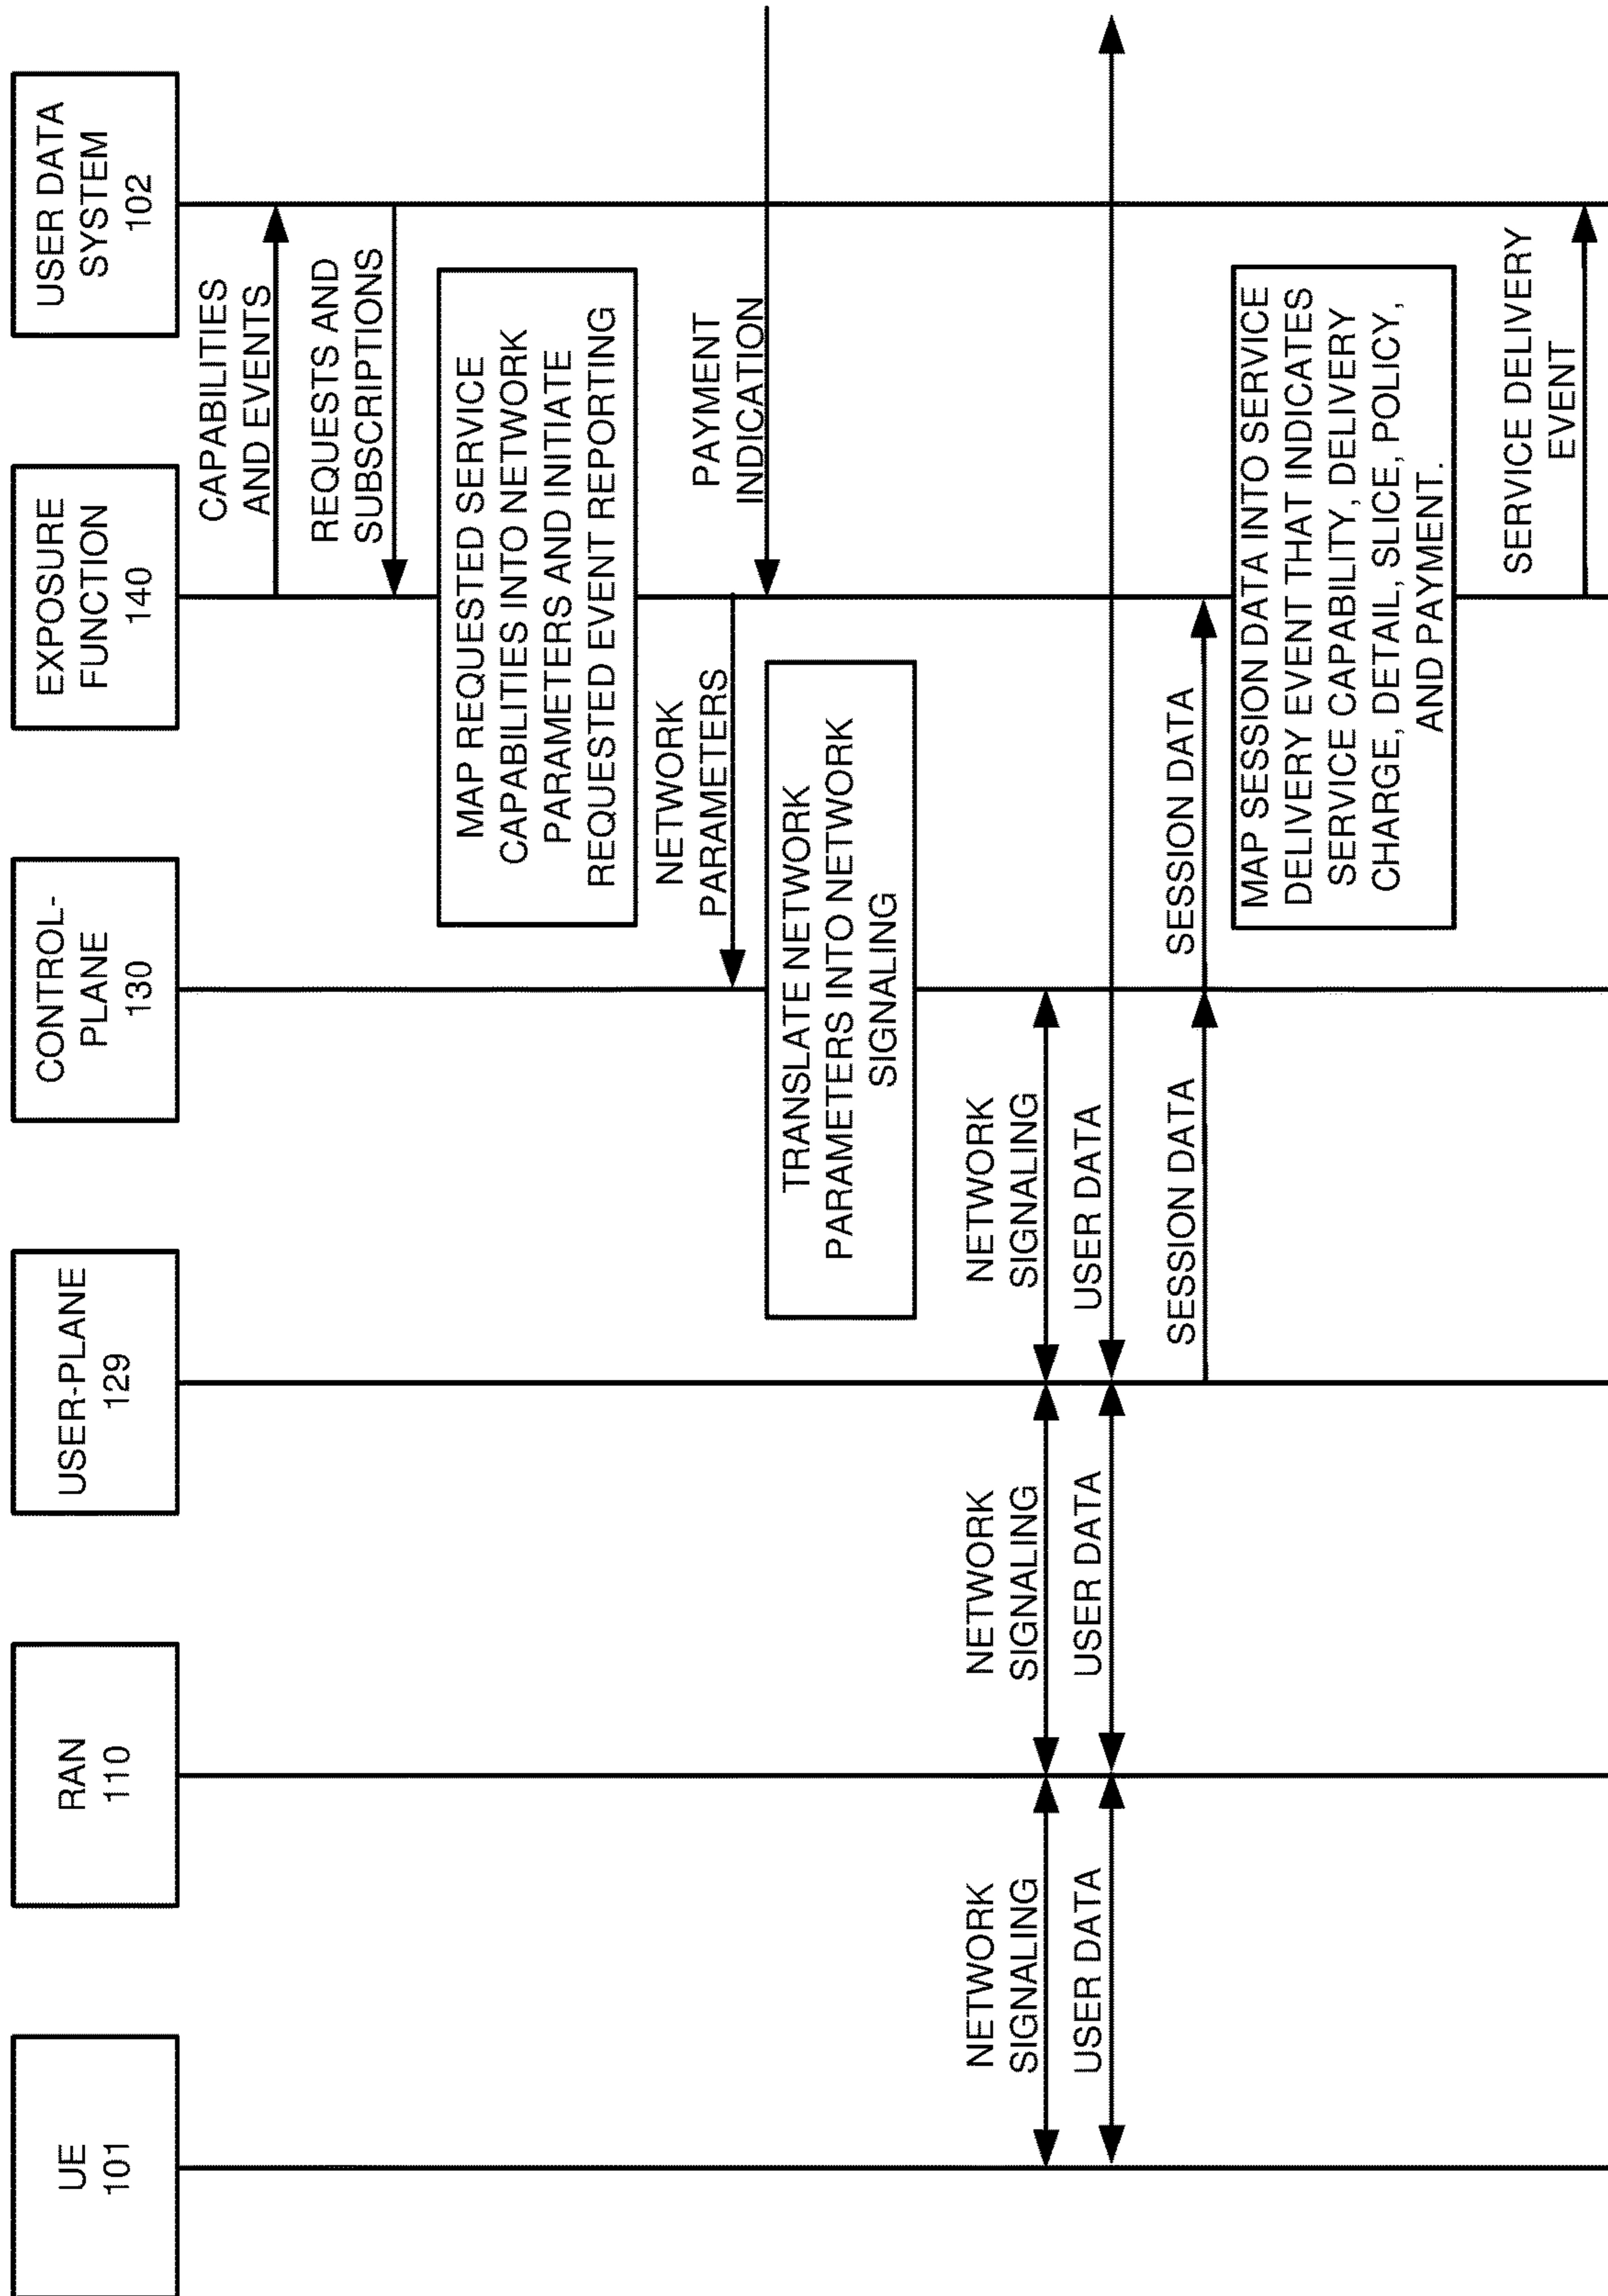 UE
101
RAN
110
USER-PLANE
129
CONTROL-
PLANE
130
EXPOSURE
FUNCTION
140
USER DATA
SYSTEM
102
CAPABILITIES
AND EVENTS
REQUESTS AND
SUBSCRIPTIONS
MAP REQUESTED SERVICE
CAPABILITIES INTO NETWORK
PARAMETERS AND INITIATE
REQUESTED EVENT REPORTING
NETWORK
PARAMETERS
PAYMENT
INDICATION
TRANSLATE NETWORK
PARAMETERS INTO NETWORK
SIGNALING
NETWORK
SIGNALING
NETWORK
SIGNALING
NETWORK
SIGNALING
USER DATA
USER DATA
USER DATA
SESSION DATA
SESSION DATA
MAP SESSION DATA INTO SERVICE
DELIVERY EVENT THAT INDICATES
SERVICE CAPABILITY, DELIVERY
CHARGE, DETAIL, SLICE, POLICY,
AND PAYMENT.
SERVICE DELIVERY
EVENT